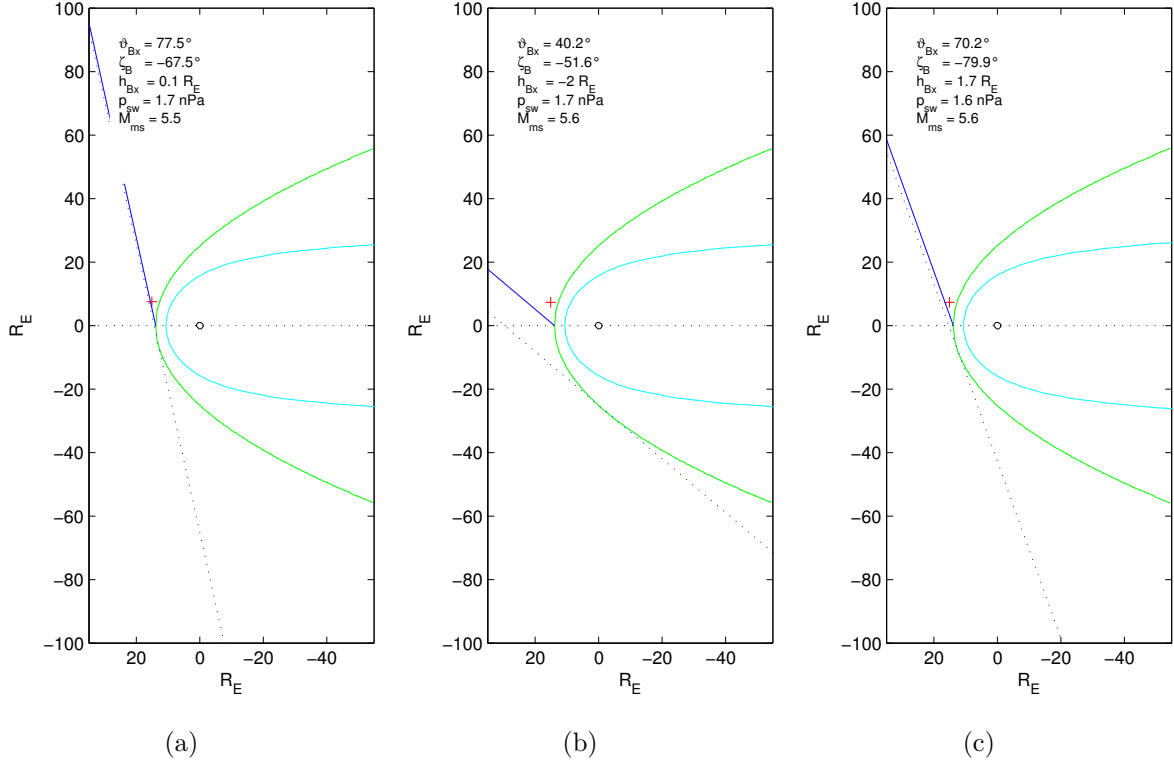 100
80
60
40
20
0
−20
−40
−60
−80
−100
R_E
20 0 −20 −40
R_E
ϑ_Bx = 77.5°
ζ_B = −67.5°
h_Bx = 0.1 R_E
p_sw = 1.7 nPa
M_ms = 5.5
(a)
100
80
60
40
20
0
−20
−40
−60
−80
−100
R_E
20 0 −20 −40
R_E
ϑ_Bx = 40.2°
ζ_B = −51.6°
h_Bx = −2 R_E
p_sw = 1.7 nPa
M_ms = 5.6
(b)
100
80
60
40
20
0
−20
−40
−60
−80
−100
R_E
20 0 −20 −40
R_E
ϑ_Bx = 70.2°
ζ_B = −79.9°
h_Bx = 1.7 R_E
p_sw = 1.6 nPa
M_ms = 5.6
(c)